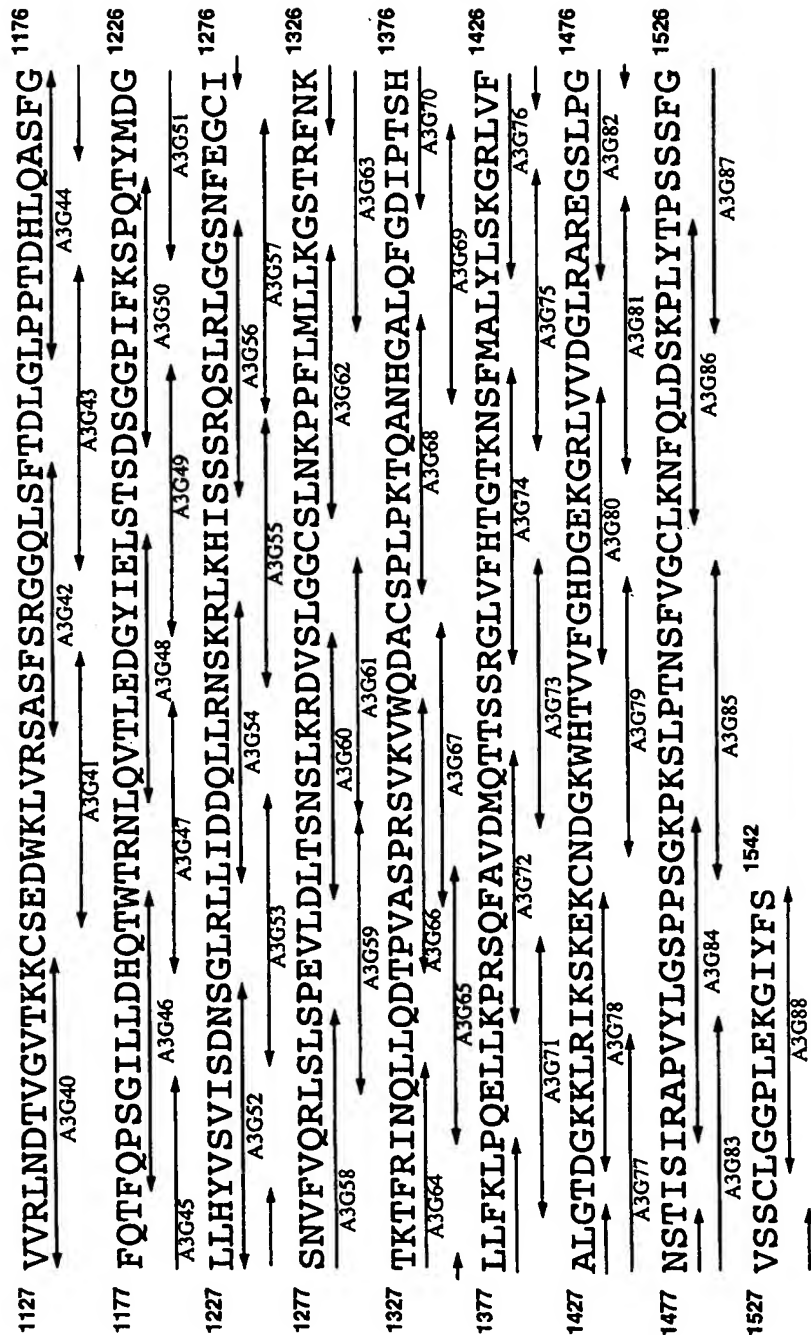 1127 VVRLNDTVGVTKKCSEDWKLVRSASFSRGGQLSFTDLGLPPTDHLQASFG 1176
A3G40 A3G42 A3G44
A3G41 A3G43
1177 FQTFQPSGILLDHQTWTRNLQVTLEDGYIELSTSDSGGPIFKSPQTYMDG 1226
A3G46 A3G48 A3G50
A3G45 A3G47 A3G49 A3G51
1227 LLHYVSVISDNSGLRLLIDDQLLRNSKRLKHISSSRQSLRLGGSNFEGCI 1276
A3G52 A3G54 A3G56
A3G53 A3G55 A3G57
1277 SNVFVQRLSLSPEVLDLTSNSLKRDVSLGGCSLNKPPFLMLLKGSTRFNK 1326
A3G58 A3G60 A3G62
A3G59 A3G61 A3G63
1327 TKTFRINQLLQDTPVASPRSVKVWQDACSPLPKTQANHGALQFGDIPTSH 1376
A3G64 A3G66 A3G68 A3G70
A3G65 A3G67 A3G69
1377 LLFKLPQELLKPRSQFAVDMQTTSSRGLVFHTGTKNSFMALYLSKGRLVF 1426
A3G72 A3G74 A3G76
A3G71 A3G73 A3G75
1427 ALGTDGKKLRIKSKEKCNDGKWHTVVFGHDGEKGRLVVDGLRAREGSLPG 1476
A3G78 A3G80 A3G82
A3G77 A3G79 A3G81
1477 NSTISIRAPVYLGSPPSGKPKSLPTNSFVGCLKNFQLDSKPLYTPSSSFG 1526
A3G84 A3G86
A3G83 A3G85 A3G87
1527 VSSCLGGPLEKGIYFS 1542
A3G88